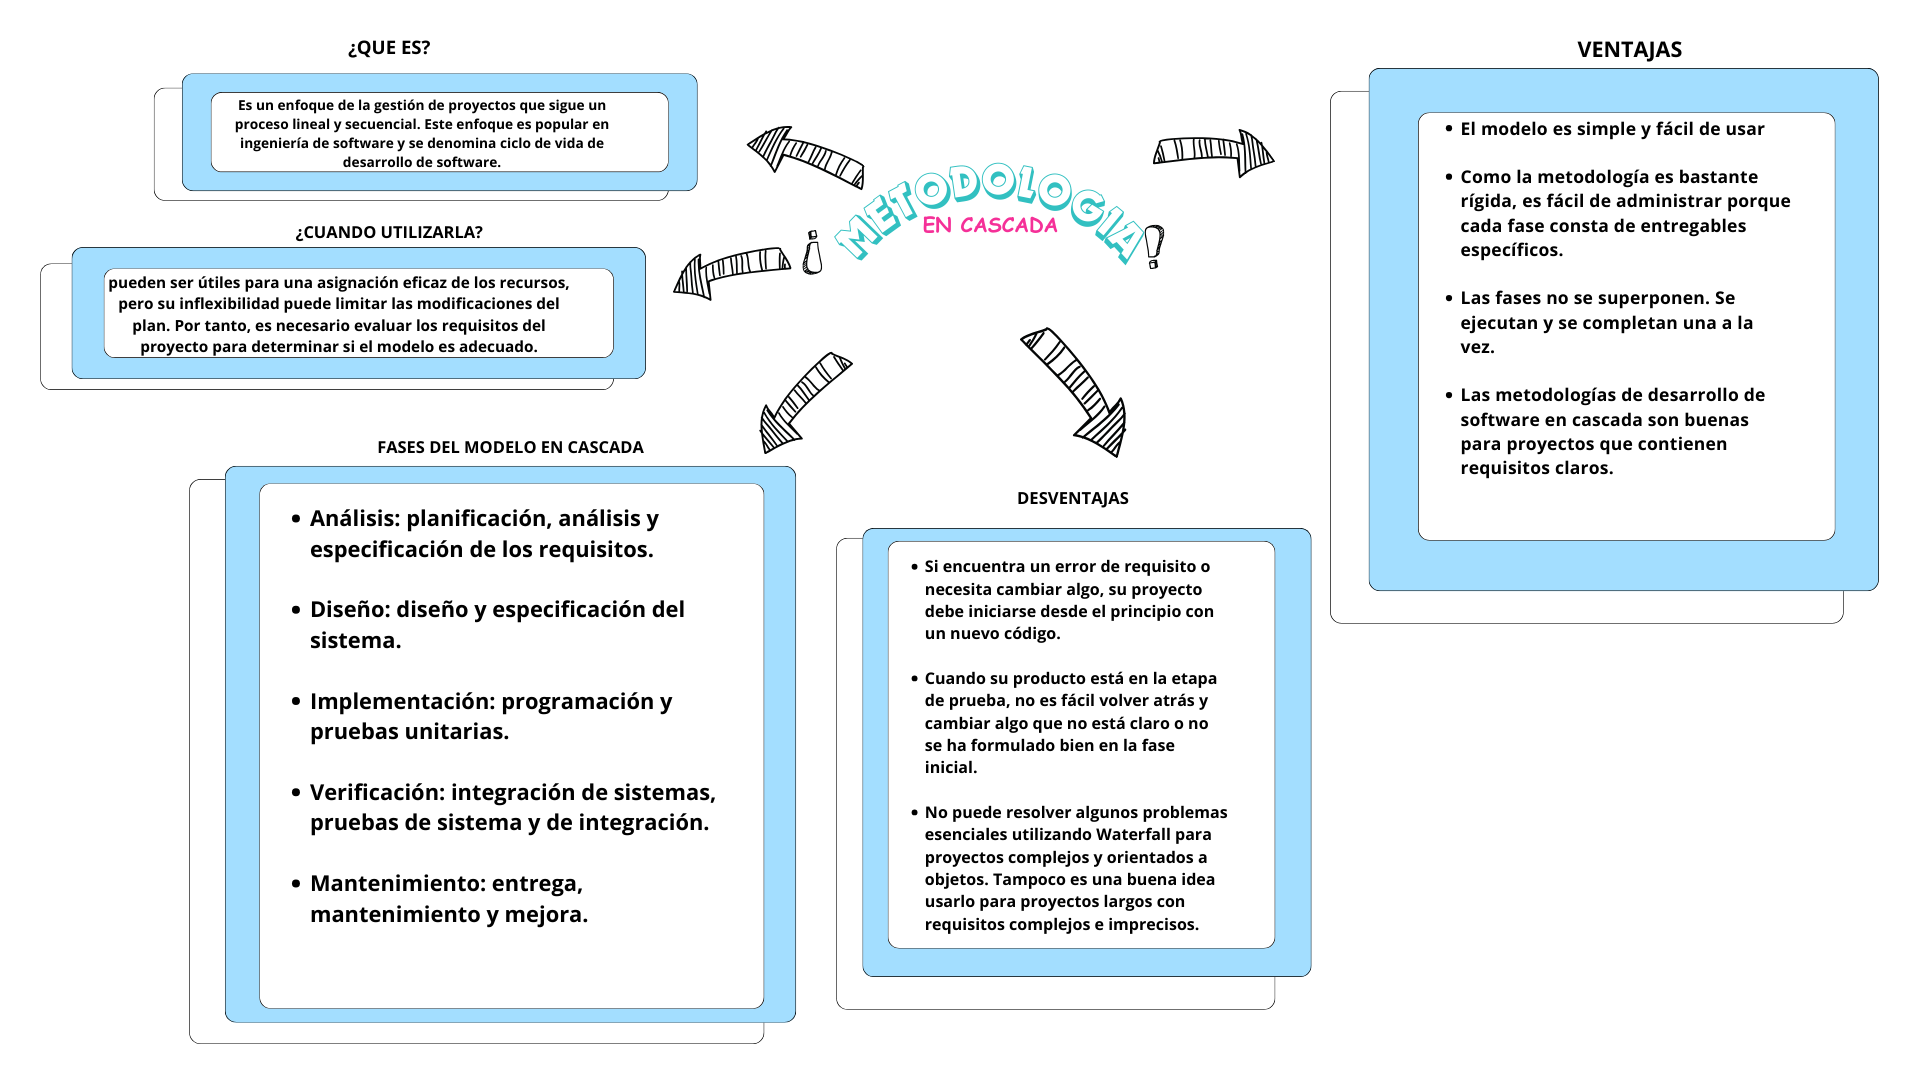 ¿QUE ES?
Es un enfoque de la gestión de proyectos que sigue un
proceso lineal y secuencial. Este enfoque es popular en
ingeniería de software y se denomina ciclo de vida de
desarrollo de software.
¿CUANDO UTILIZARLA?
pueden ser útiles para una asignación eficaz de los recursos,
pero su inflexibilidad puede limitar las modificaciones del
plan. Por tanto, es necesario evaluar los requisitos del
proyecto para determinar si el modelo es adecuado.
¡METODOLOGIA!
EN CASCADA
VENTAJAS
• El modelo es simple y fácil de usar
• Como la metodología es bastante
rígida, es fácil de administrar porque
cada fase consta de entregables
específicos.
• Las fases no se superponen. Se
ejecutan y se completan una a la
vez.
• Las metodologías de desarrollo de
software en cascada son buenas
para proyectos que contienen
requisitos claros.
FASES DEL MODELO EN CASCADA
• Análisis: planificación, análisis y
especificación de los requisitos.
• Diseño: diseño y especificación del
sistema.
• Implementación: programación y
pruebas unitarias.
• Verificación: integración de sistemas,
pruebas de sistema y de integración.
• Mantenimiento: entrega,
mantenimiento y mejora.
DESVENTAJAS
• Si encuentra un error de requisito o
necesita cambiar algo, su proyecto
debe iniciarse desde el principio con
un nuevo código.
• Cuando su producto está en la etapa
de prueba, no es fácil volver atrás y
cambiar algo que no está claro o no
se ha formulado bien en la fase
inicial.
• No puede resolver algunos problemas
esenciales utilizando Waterfall para
proyectos complejos y orientados a
objetos. Tampoco es una buena idea
usarlo para proyectos largos con
requisitos complejos e imprecisos.